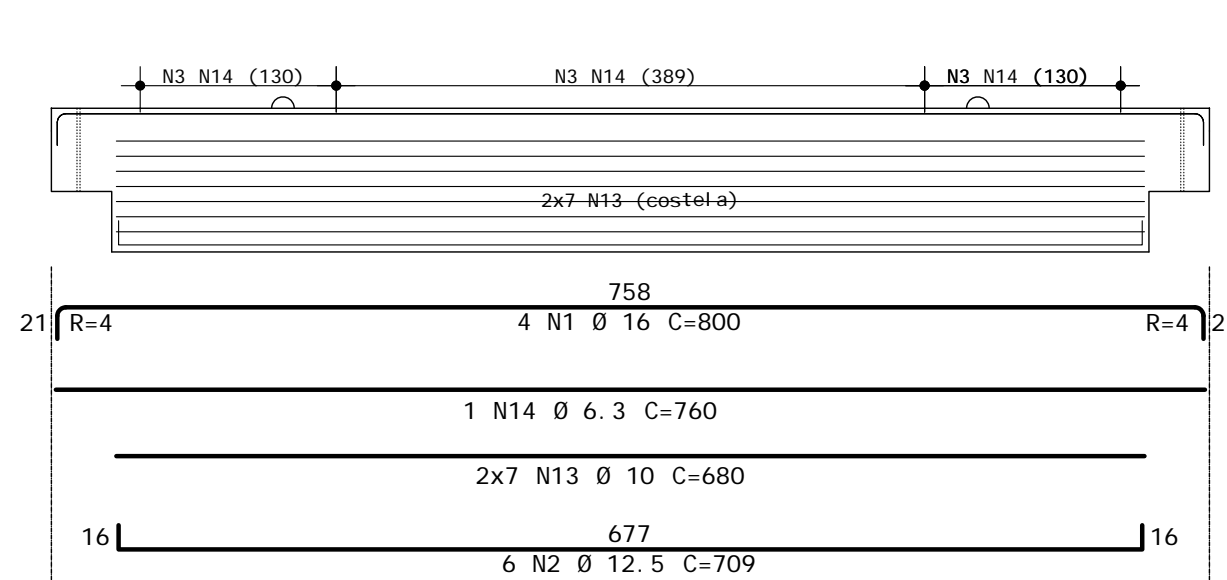 N3 N14 (130) N3 N14 (389) N3 N14 (130)
2x7 N13 (costela)
758
21 R=4 4 N1 Ø 16 C=800 R=4 2
1 N14 Ø 6.3 C=760
2x7 N13 Ø 10 C=680
16 677 16
6 N2 Ø 12.5 C=709